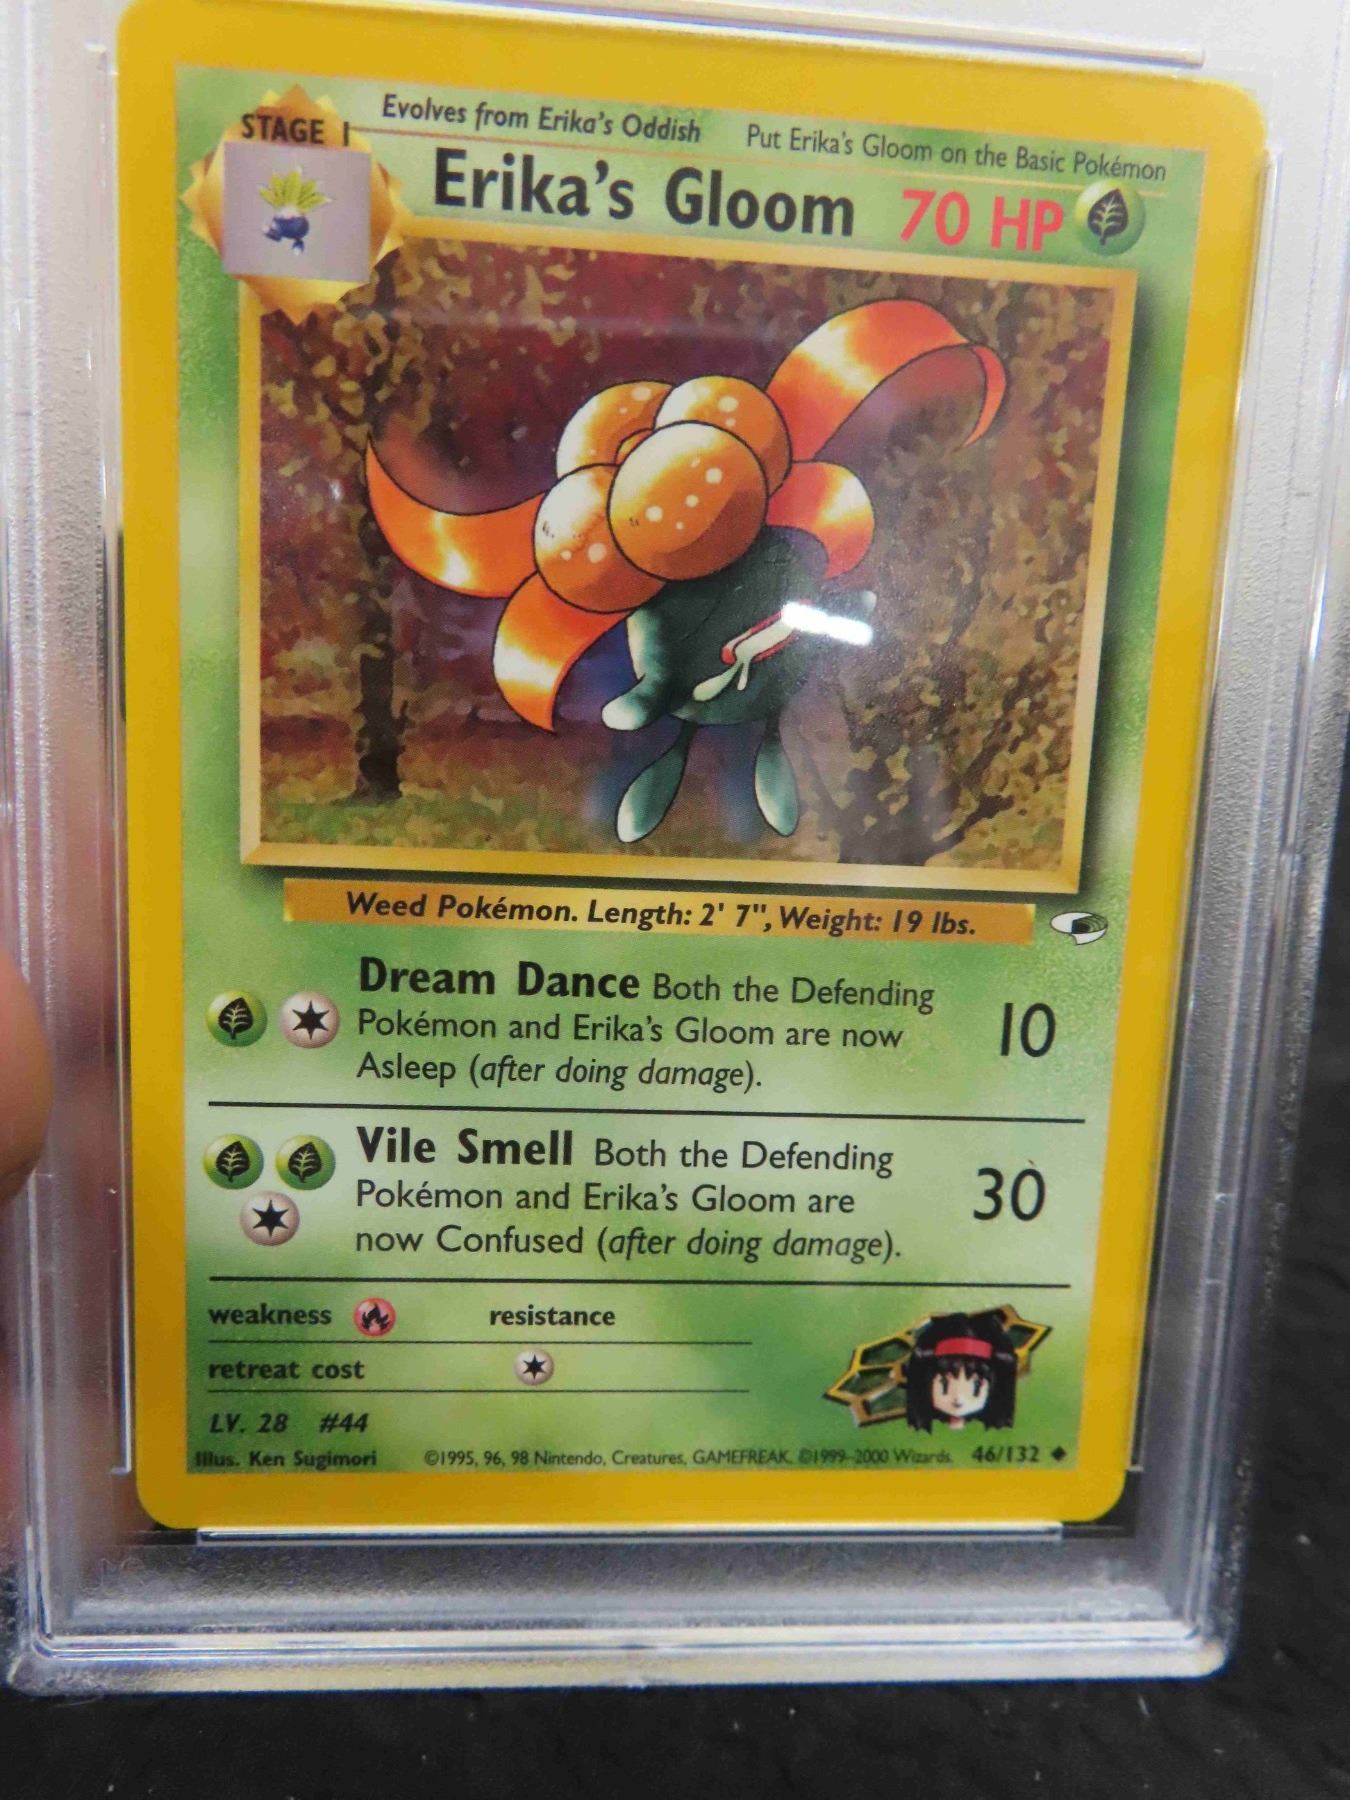 STAGE 1
Evolves from Erika's Oddish
Put Erika's Gloom on the Basic Pokémon
Erika's Gloom 70 HP
Weed Pokémon. Length: 2' 7", Weight: 19 lbs.
Dream Dance Both the Defending
Pokémon and Erika's Gloom are now
Asleep (after doing damage).
10
Vile Smell Both the Defending
Pokémon and Erika's Gloom are
now Confused (after doing damage).
30
weakness
resistance
retreat cost
LV. 28 #44
Illus. Ken Sugimori
©1995, 96, 98 Nintendo, Creatures, GAMEFREAK. ©1999-2000 Wizards. 46/132